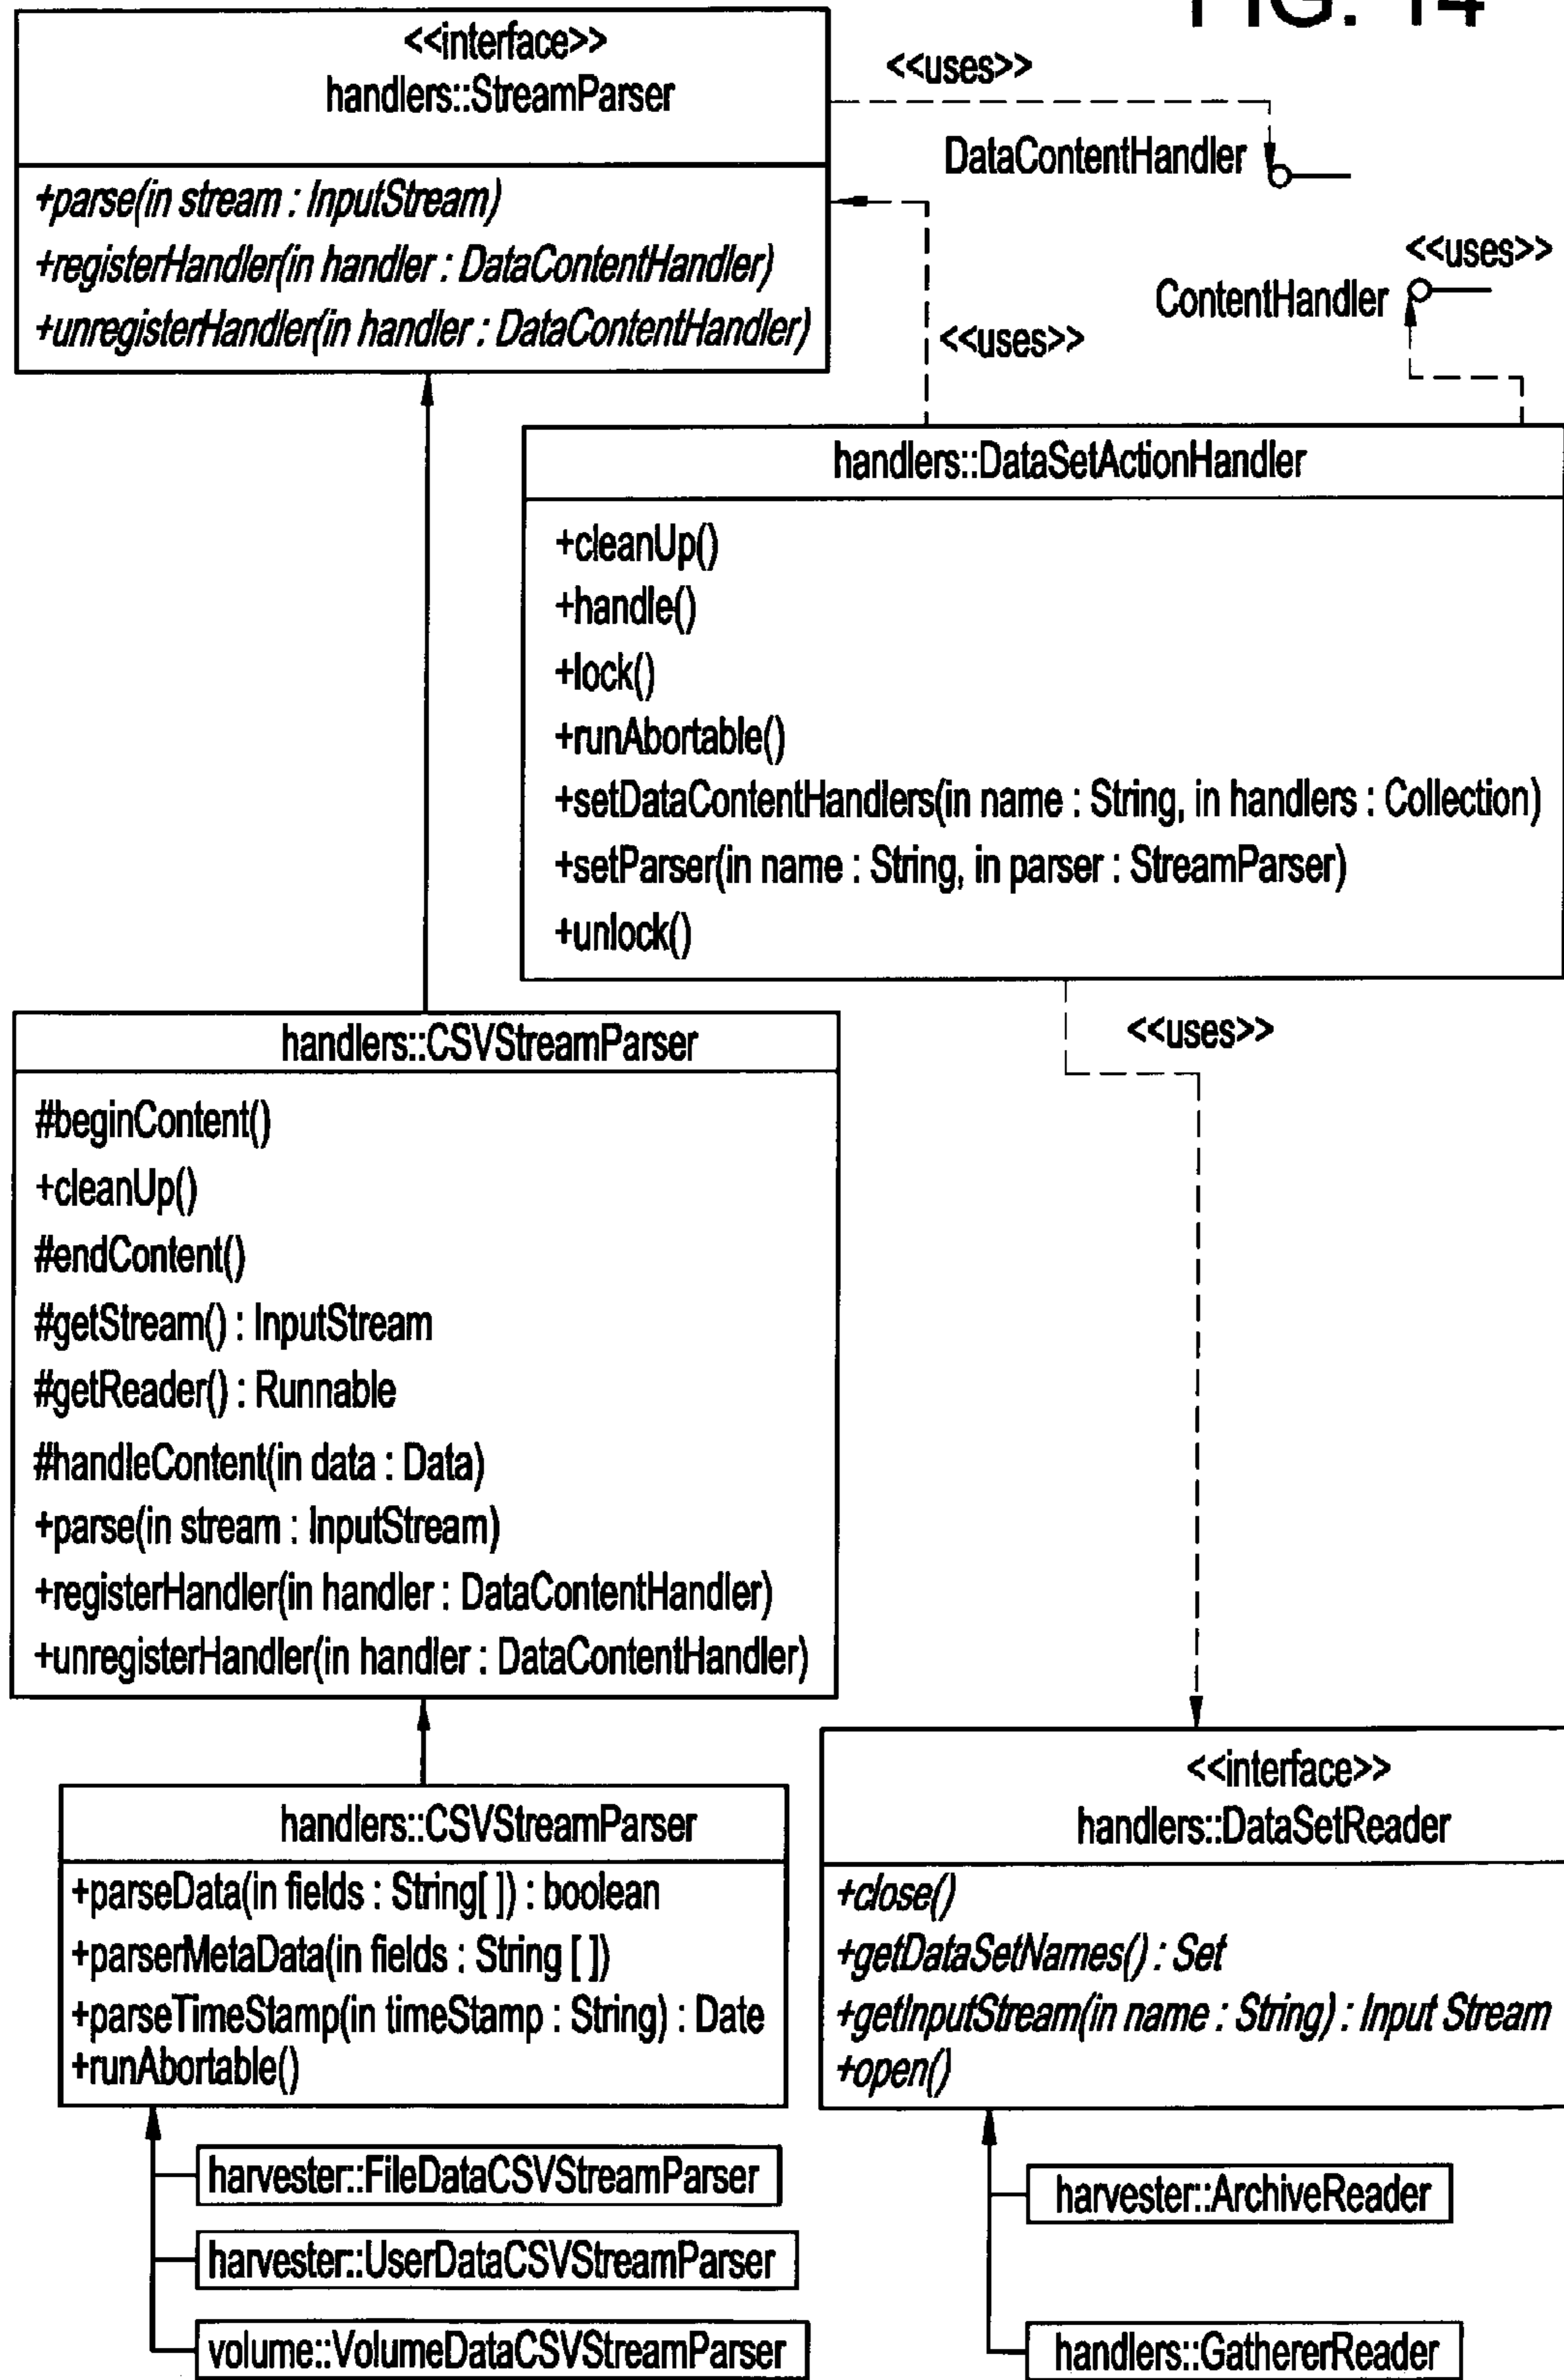 FIG. 14
<<interface>>
handlers::StreamParser
+parse(in stream : InputStream)
+registerHandler(in handler : DataContentHandler)
+unregisterHandler(in handler : DataContentHandler)
<<uses>>
DataContentHandler
<<uses>>
ContentHandler
<<uses>>
handlers::DataSetActionHandler
+cleanUp()
+handle()
+lock()
+runAbortable()
+setDataContentHandlers(in name : String, in handlers : Collection)
+setParser(in name : String, in parser : StreamParser)
+unlock()
<<uses>>
handlers::CSVStreamParser
#beginContent()
+cleanUp()
#endContent()
#getStream() : InputStream
#getReader() : Runnable
#handleContent(in data : Data)
+parse(in stream : InputStream)
+registerHandler(in handler : DataContentHandler)
+unregisterHandler(in handler : DataContentHandler)
handlers::CSVStreamParser
+parseData(in fields : String[ ]) : boolean
+parserMetaData(in fields : String [ ])
+parseTimeStamp(in timeStamp : String) : Date
+runAbortable()
harvester::FileDataCSVStreamParser
harvester::UserDataCSVStreamParser
volume::VolumeDataCSVStreamParser
<<interface>>
handlers::DataSetReader
+close()
+getDataSetNames() : Set
+getInputStream(in name : String) : Input Stream
+open()
harvester::ArchiveReader
handlers::GathererReader